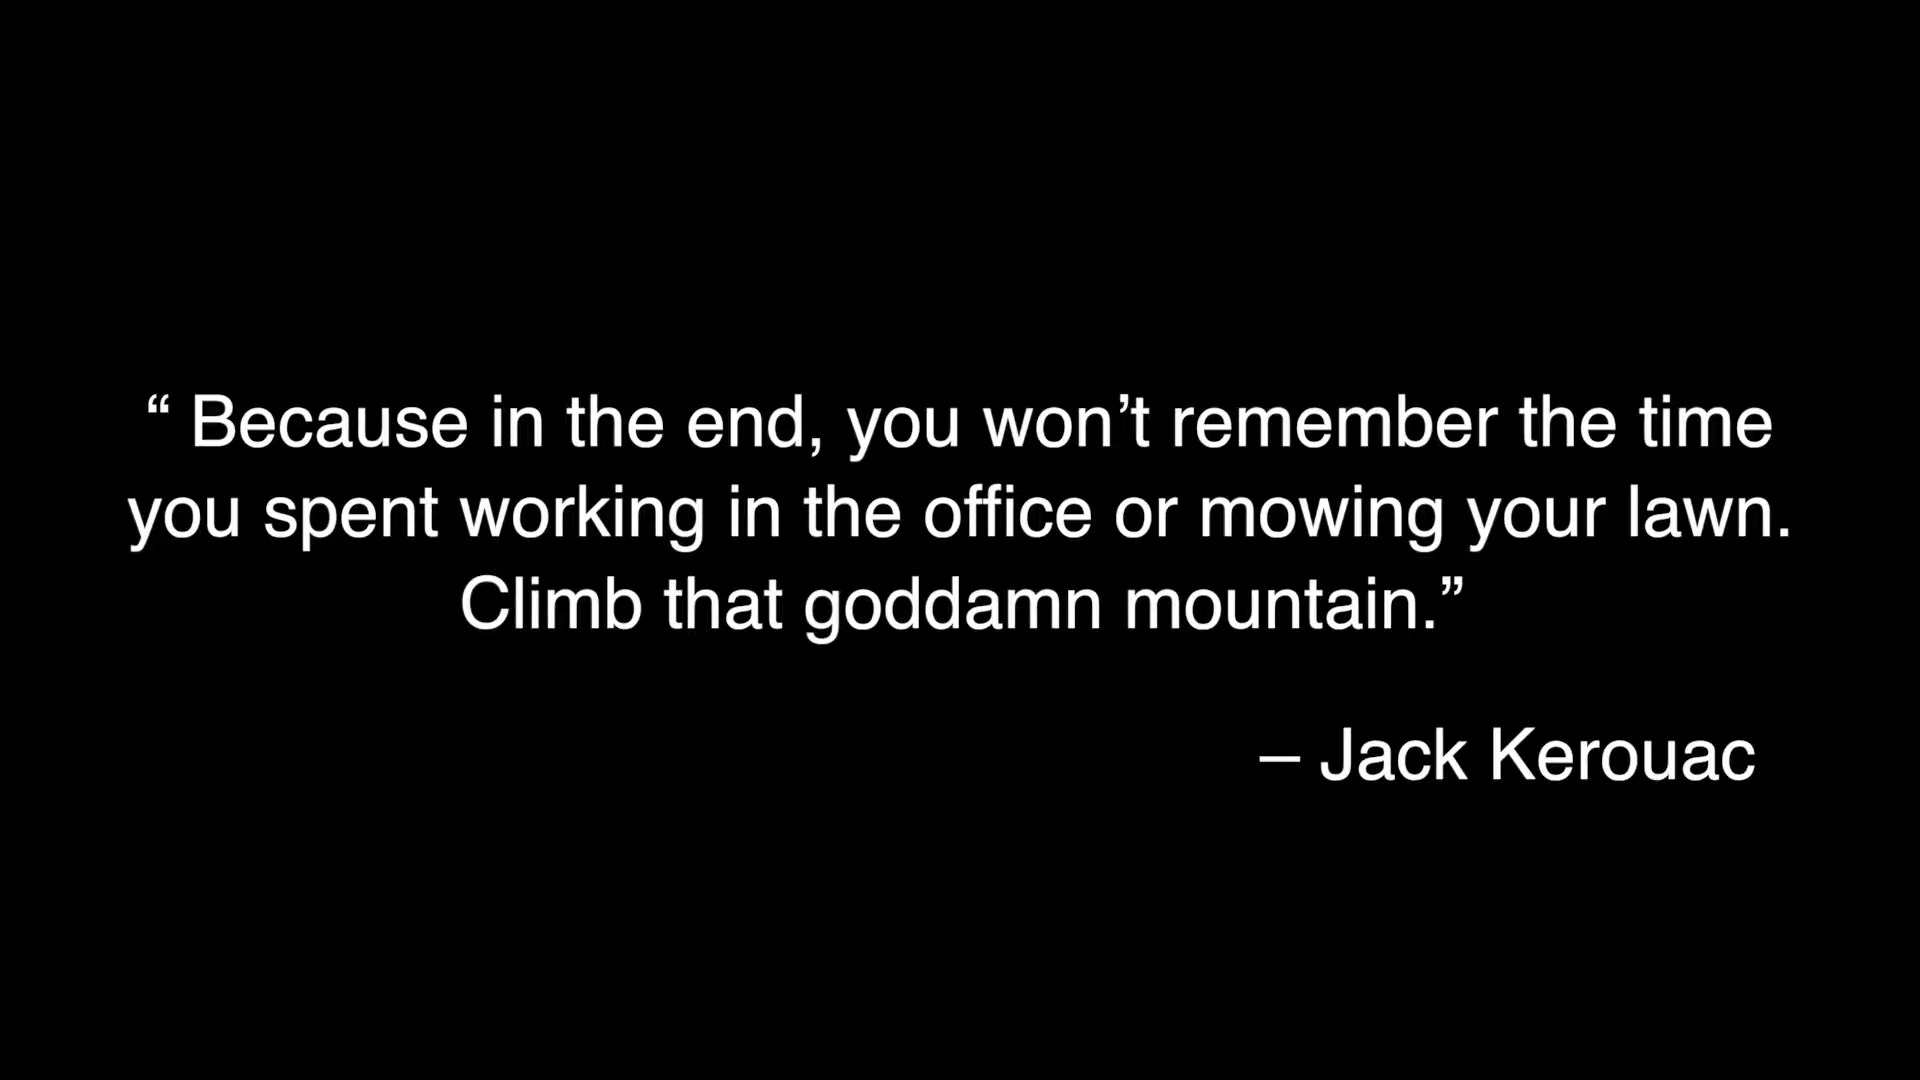 “ Because in the end, you won’t remember the time
you spent working in the office or mowing your lawn.
Climb that goddamn mountain.”
– Jack Kerouac